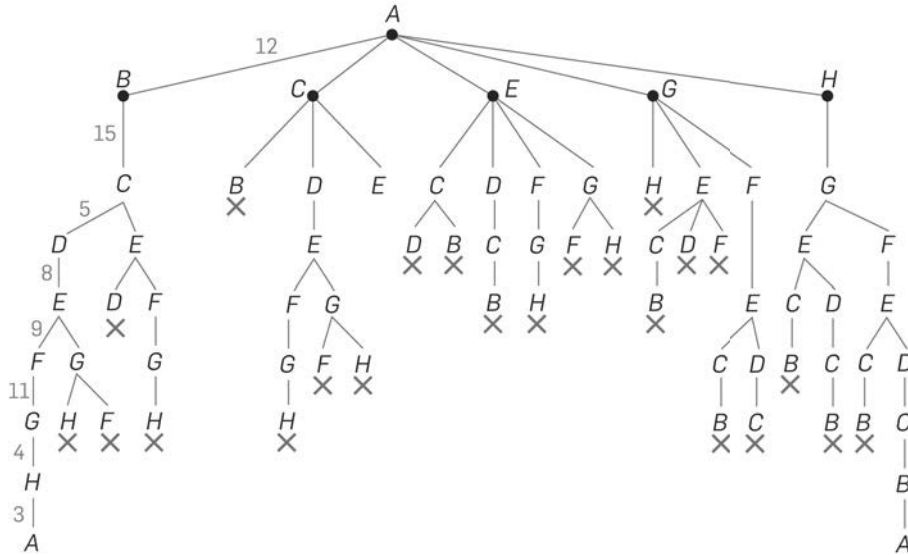 A
12
B C E G H
15
C B D E C D F G H E F G
5
D E E D B C G F H C D F E F
8
E D F F G B H B E C D E
9
F G G G F H C D B C C D
11
G H F H H B C B B C
4
H B
3
A A